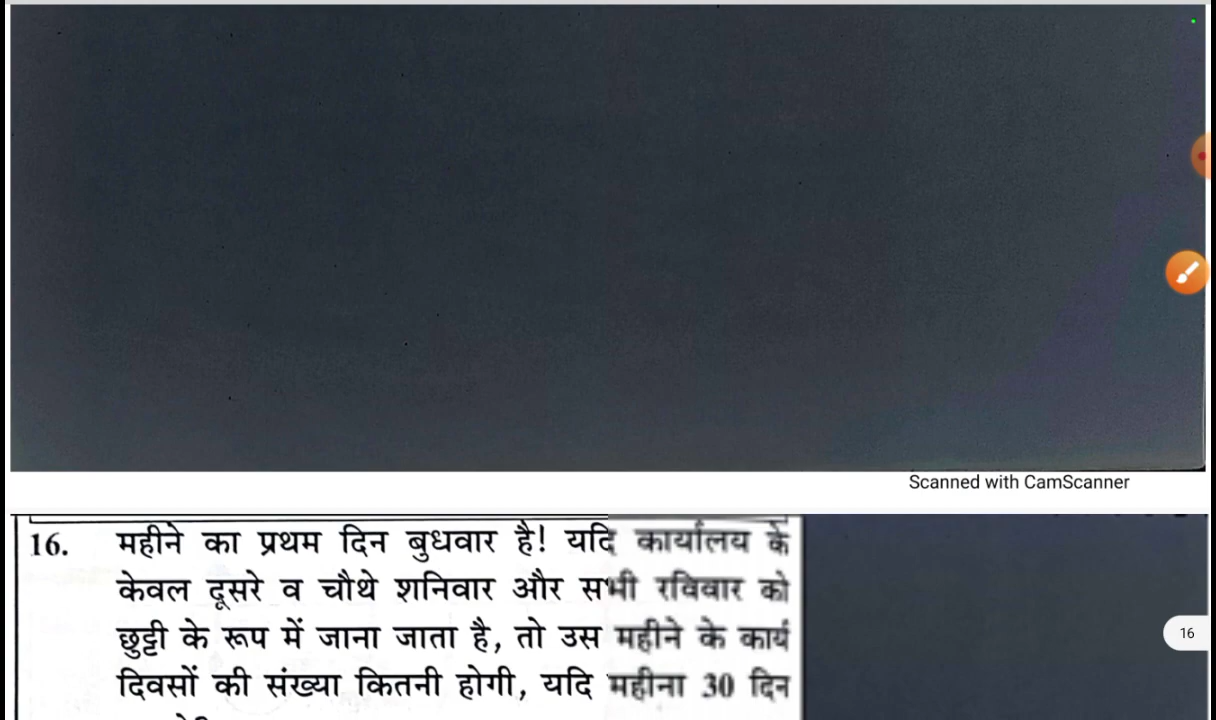 Scanned with CamScanner
16. महीने का प्रथम दिन बुधवार है! यदि कार्यालय के
केवल दूसरे व चौथे शनिवार और सभी रविवार को
छुट्टी के रूप में जाना जाता है, तो उस महीने के कार्य
16
दिवसों की संख्या कितनी होगी, यदि महीना 30 दिन